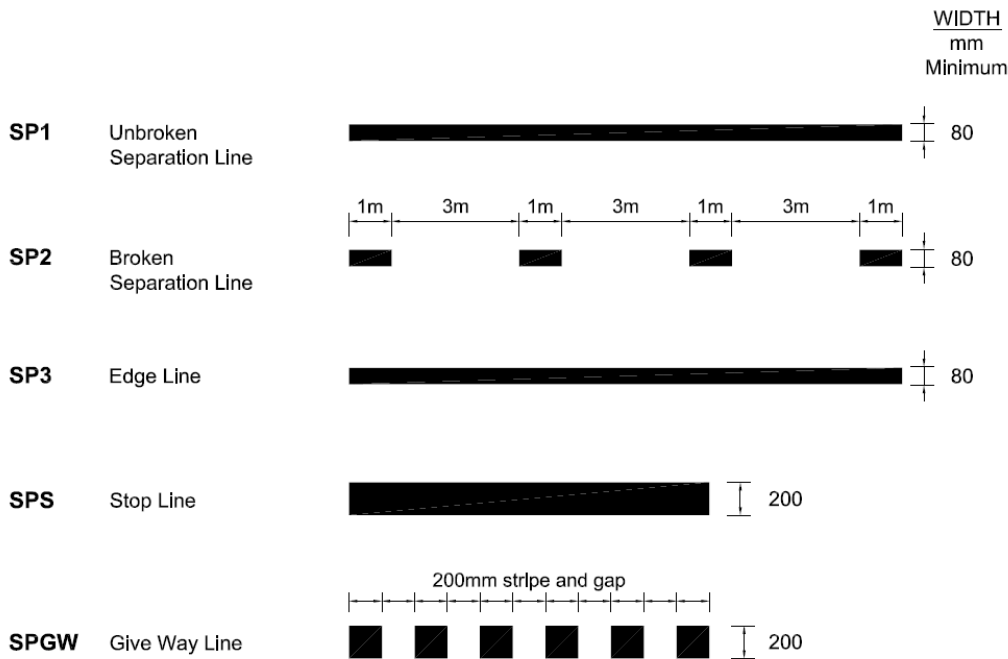 WIDTH
mm
Minimum
SP1 Unbroken 80
Separation Line
1m 3m 1m 3m 1m 3m 1m
SP2 Broken 80
Separation Line
SP3 Edge Line 80
SPS Stop Line 200
200mm stripe and gap
SPGW Give Way Line 200